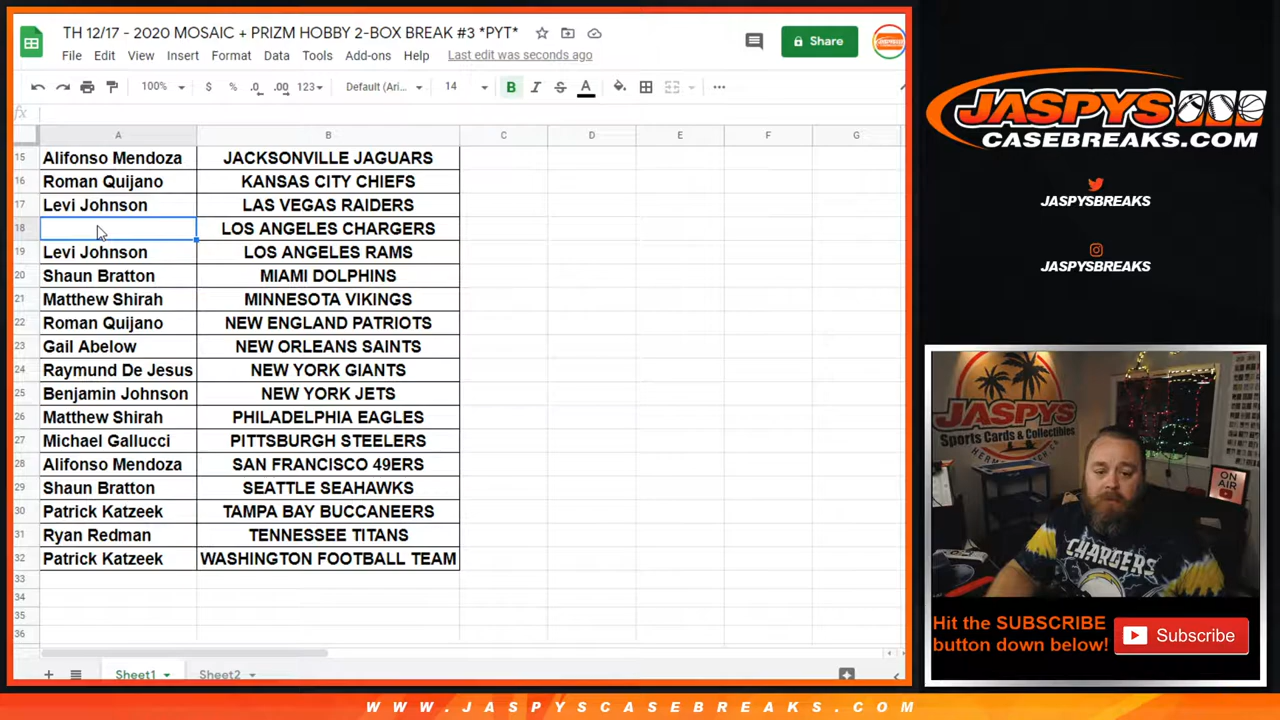 TH 12/17 - 2020 MOSAIC + PRIZM HOBBY 2-BOX BREAK #3 *PYT*
File Edit View Insert Format Data Tools Add-ons Help Last edit was seconds ago
Share
100% $ % .0 .00 123 Default (Ari... 14 B I S A
fx
A B C D E F G
15 Alifonso Mendoza JACKSONVILLE JAGUARS
16 Roman Quijano KANSAS CITY CHIEFS
17 Levi Johnson LAS VEGAS RAIDERS
18 LOS ANGELES CHARGERS
19 Levi Johnson LOS ANGELES RAMS
20 Shaun Bratton MIAMI DOLPHINS
21 Matthew Shirah MINNESOTA VIKINGS
22 Roman Quijano NEW ENGLAND PATRIOTS
23 Gail Abelow NEW ORLEANS SAINTS
24 Raymund De Jesus NEW YORK GIANTS
25 Benjamin Johnson NEW YORK JETS
26 Matthew Shirah PHILADELPHIA EAGLES
27 Michael Gallucci PITTSBURGH STEELERS
28 Alifonso Mendoza SAN FRANCISCO 49ERS
29 Shaun Bratton SEATTLE SEAHAWKS
30 Patrick Katzeek TAMPA BAY BUCCANEERS
31 Ryan Redman TENNESSEE TITANS
32 Patrick Katzeek WASHINGTON FOOTBALL TEAM
33
34
35
36
Sheet1 Sheet2
JASPYS
CASEBREAKS.COM
JASPYSBREAKS
JASPYSBREAKS
JASPYS
Sports Cards & Collectibles
ON AIR
CHARGERS
Hit the SUBSCRIBE
button down below!
Subscribe
WWW.JASPYSCASEBREAKS.COM